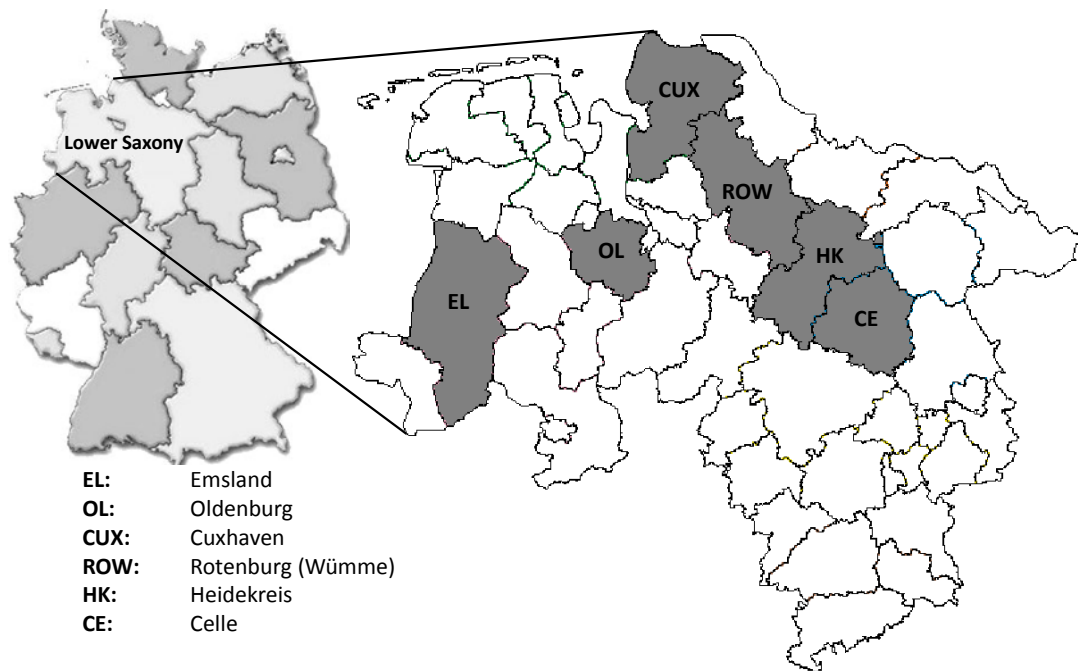 Lower Saxony
CUX
ROW
OL
HK
EL
CE
EL: Emsland
OL: Oldenburg
CUX: Cuxhaven
ROW: Rotenburg (Wümme)
HK: Heidekreis
CE: Celle